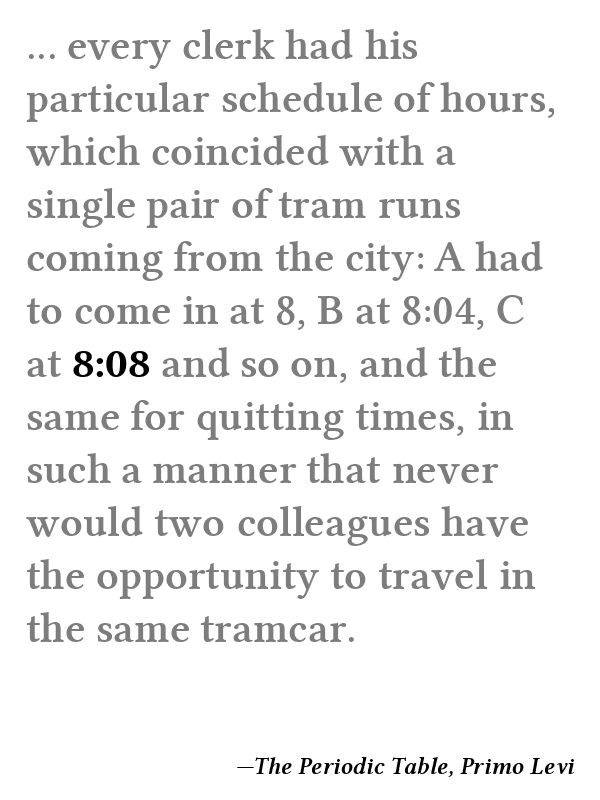 ... every clerk had his
particular schedule of hours,
which coincided with a
single pair of tram runs
coming from the city: A had
to come in at 8, B at 8:04, C
at 8:08 and so on, and the
same for quitting times, in
such a manner that never
would two colleagues have
the opportunity to travel in
the same tramcar.
—The Periodic Table, Primo Levi